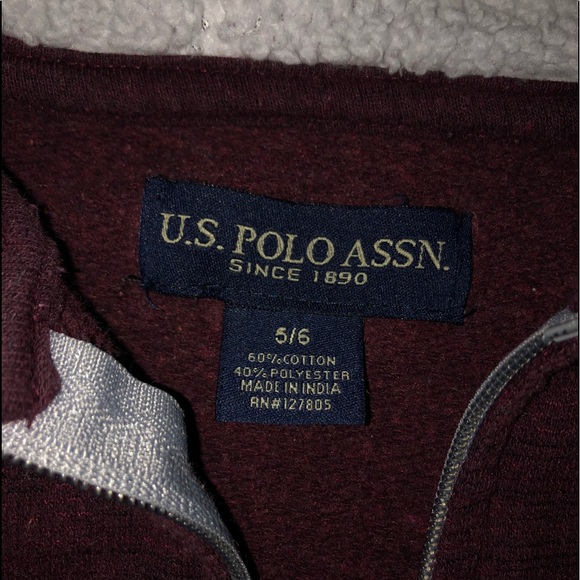 U.S. POLO ASSN.
SINCE 1890
5/6
60% COTTON
40% POLYESTER
MADE IN INDIA
RN#127805